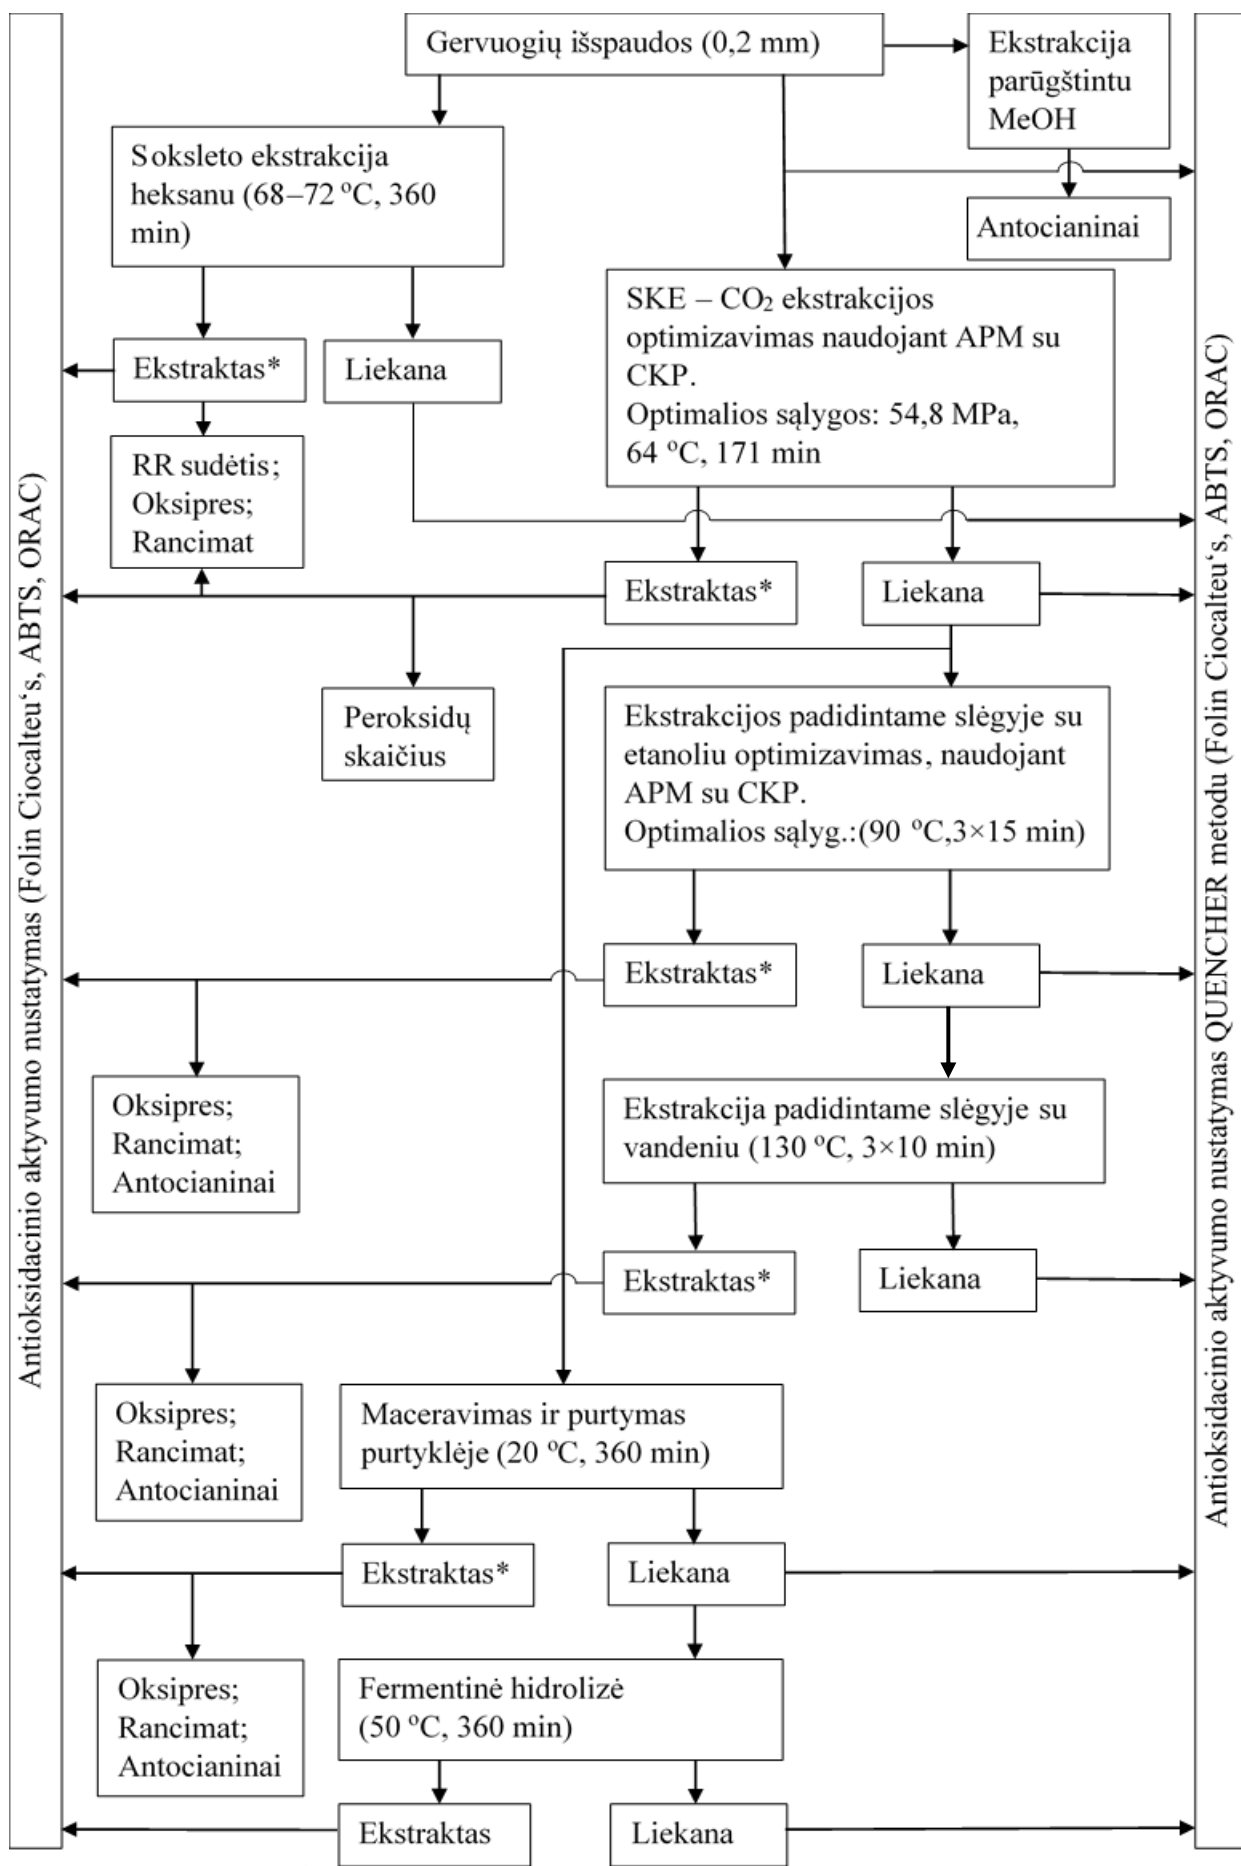 Gervuogių išspaudos (0,2 mm)
Ekstrakcija
parūgštintu
MeOH
Antocianinai
Soksleto ekstrakcija
heksanu (68–72 ºC, 360
min)
Ekstraktas*
Liekana
RR sudėtis;
Oksipres;
Rancimat
SKE – CO₂ ekstrakcijos
optimizavimas naudojant APM su
CKP.
Optimalios sąlygos: 54,8 MPa,
64 ºC, 171 min
Ekstraktas*
Liekana
Peroksidų
skaičius
Ekstrakcijos padidintame slėgyje su
etanoliu optimizavimas, naudojant
APM su CKP.
Optimalios sąlyg.:(90 ºC,3×15 min)
Ekstraktas*
Liekana
Oksipres;
Rancimat;
Antocianinai
Ekstrakcija padidintame slėgyje su
vandeniu (130 ºC, 3×10 min)
Ekstraktas*
Liekana
Oksipres;
Rancimat;
Antocianinai
Maceravimas ir purtymas
purtyklėje (20 ºC, 360 min)
Ekstraktas*
Liekana
Oksipres;
Rancimat;
Antocianinai
Fermentinė hidrolizė
(50 ºC, 360 min)
Ekstraktas
Liekana
Antioksidacinio aktyvumo nustatymas (Folin Ciocalteu‘s, ABTS, ORAC)
Antioksidacinio aktyvumo nustatymas QUENCHER metodu (Folin Ciocalteu‘s, ABTS, ORAC)